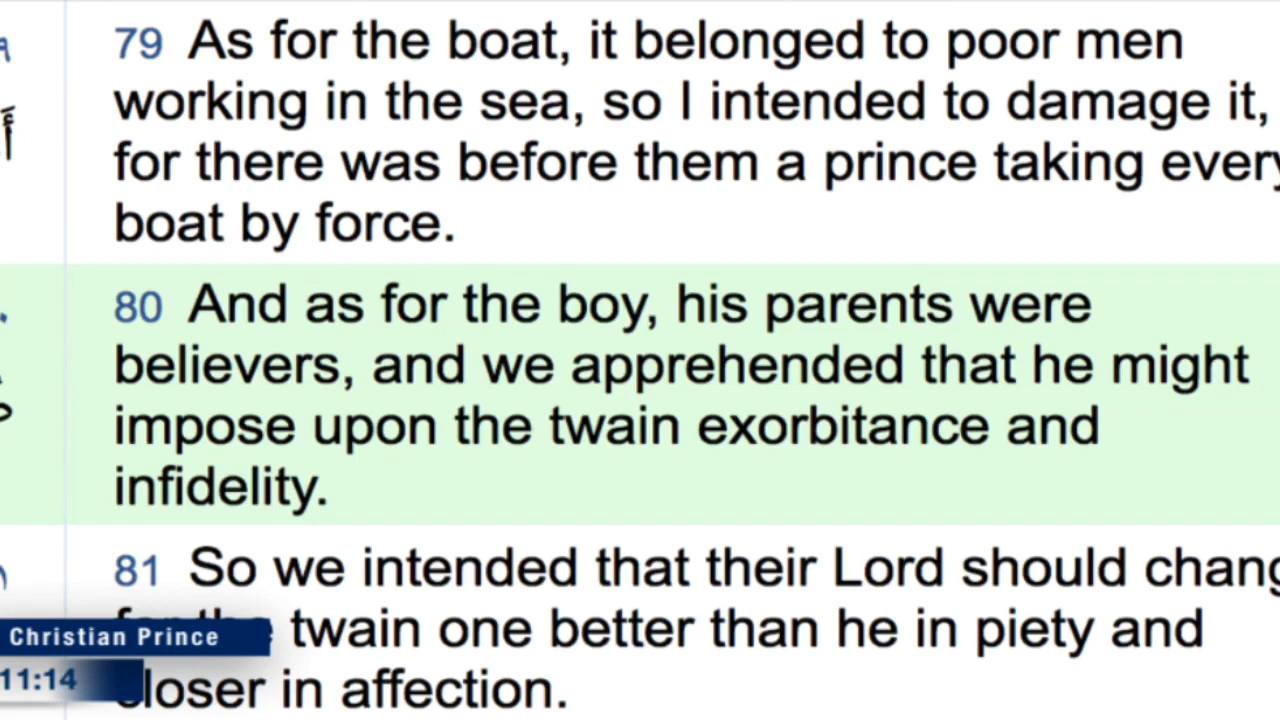 79 As for the boat, it belonged to poor men
working in the sea, so I intended to damage it,
for there was before them a prince taking every
boat by force.
80 And as for the boy, his parents were
believers, and we apprehended that he might
impose upon the twain exorbitance and
infidelity.
81 So we intended that their Lord should chang
twain one better than he in piety and
closer in affection.
Christian Prince
11:14